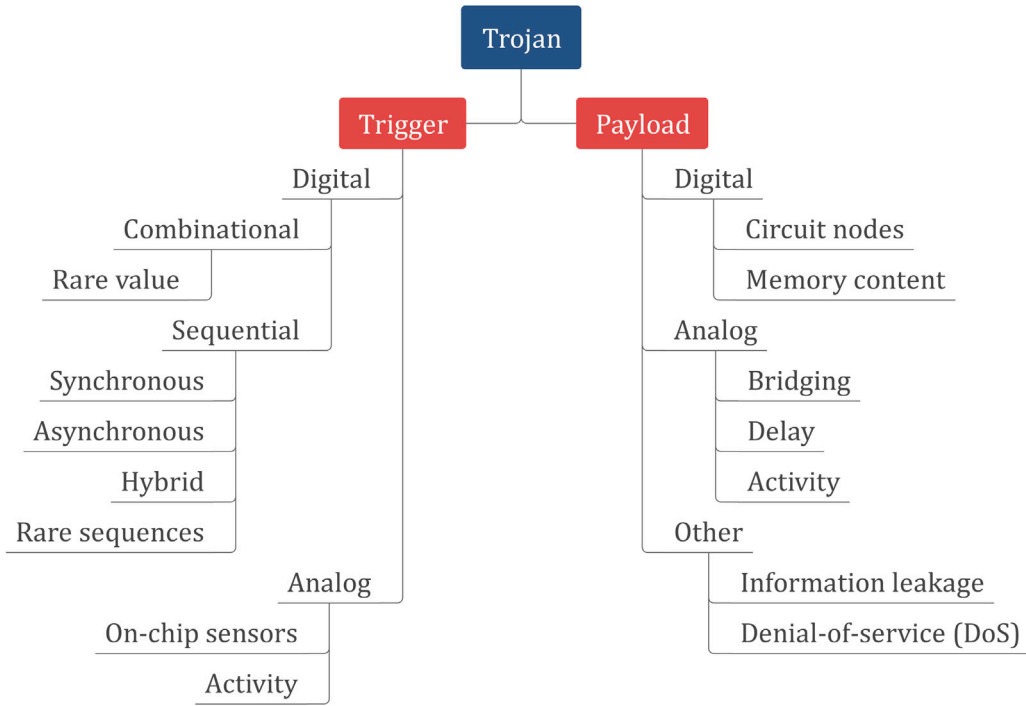 Trojan
Trigger
Digital
Combinational
Rare value
Sequential
Synchronous
Asynchronous
Hybrid
Rare sequences
Analog
On-chip sensors
Activity
Payload
Digital
Circuit nodes
Memory content
Analog
Bridging
Delay
Activity
Other
Information leakage
Denial-of-service (DoS)